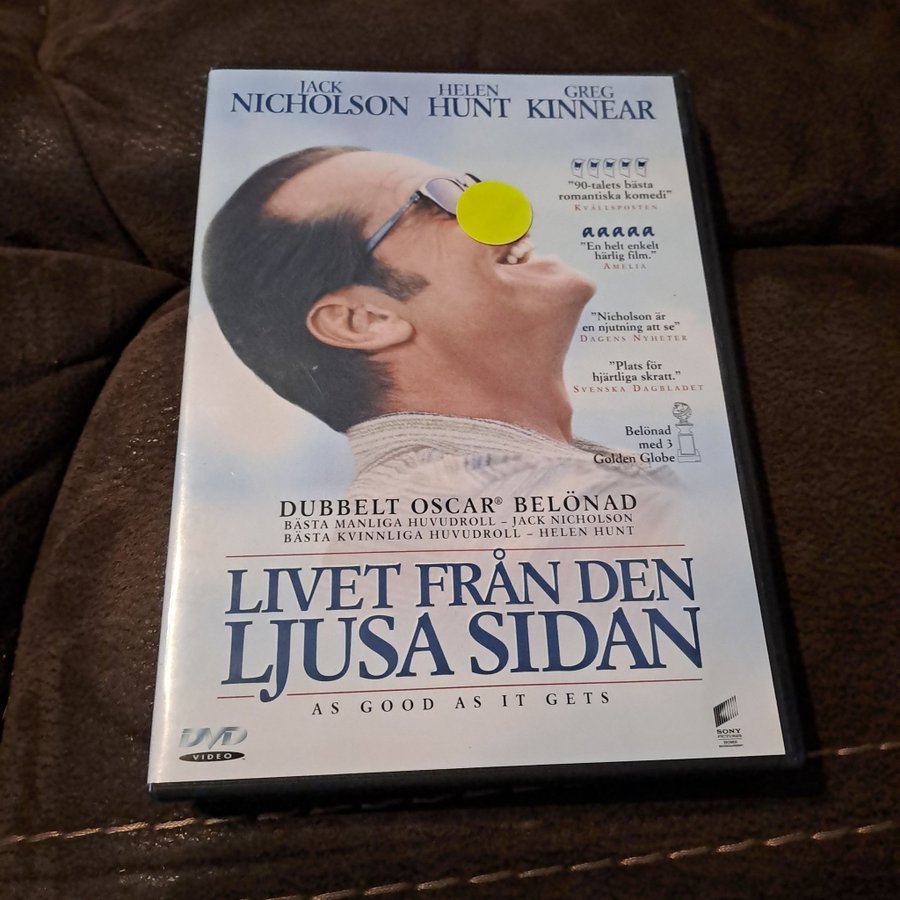 JACK
NICHOLSON
HELEN
HUNT
GREG
KINNEAR
"90-talets bästa
romantiska komedi"
KVÄLLSPOSTEN
aaaaa
"En helt enkelt
härlig film."
AMELIA
"Nicholson är
en njutning att se"
DAGENS NYHETER
"Plats för
hjärtliga skratt."
SVENSKA DAGBLADET
Belönad
med 3
Golden Globe
DUBBELT OSCAR® BELÖNAD
BÄSTA MANLIGA HUVUDROLL – JACK NICHOLSON
BÄSTA KVINNLIGA HUVUDROLL – HELEN HUNT
LIVET FRÅN DEN
LJUSA SIDAN
AS GOOD AS IT GETS
DVD
VIDEO
SONY
PICTURES
HOME